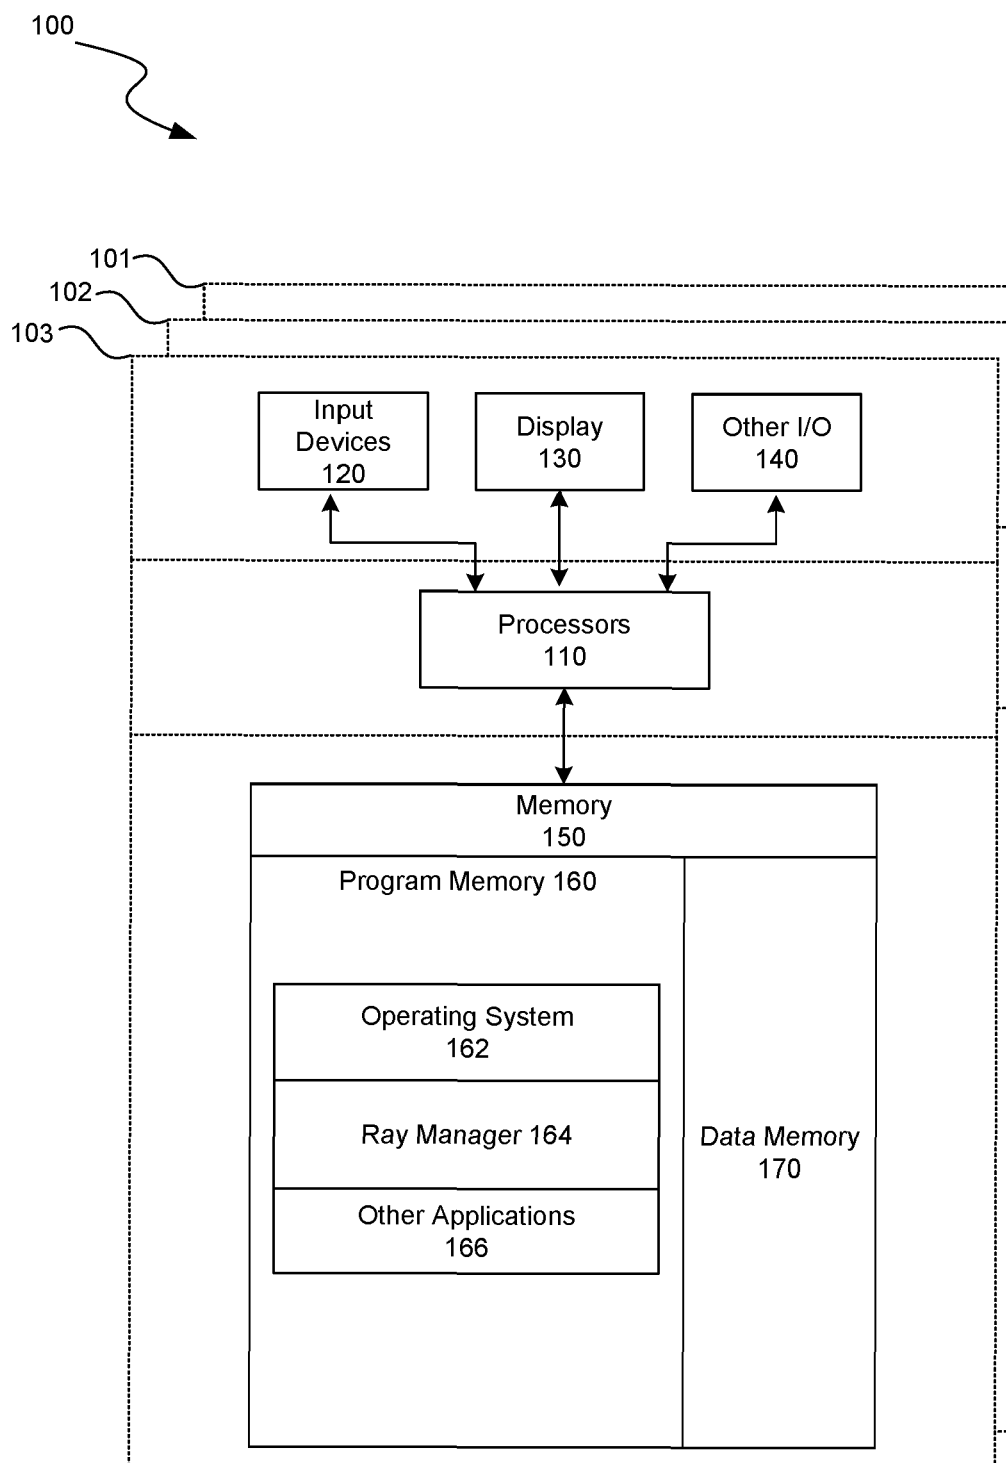 100
101
102
103
Input
Devices
120
Display
130
Other I/O
140
Processors
110
Memory
150
Program Memory 160
Operating System
162
Ray Manager 164
Other Applications
166
Data Memory
170